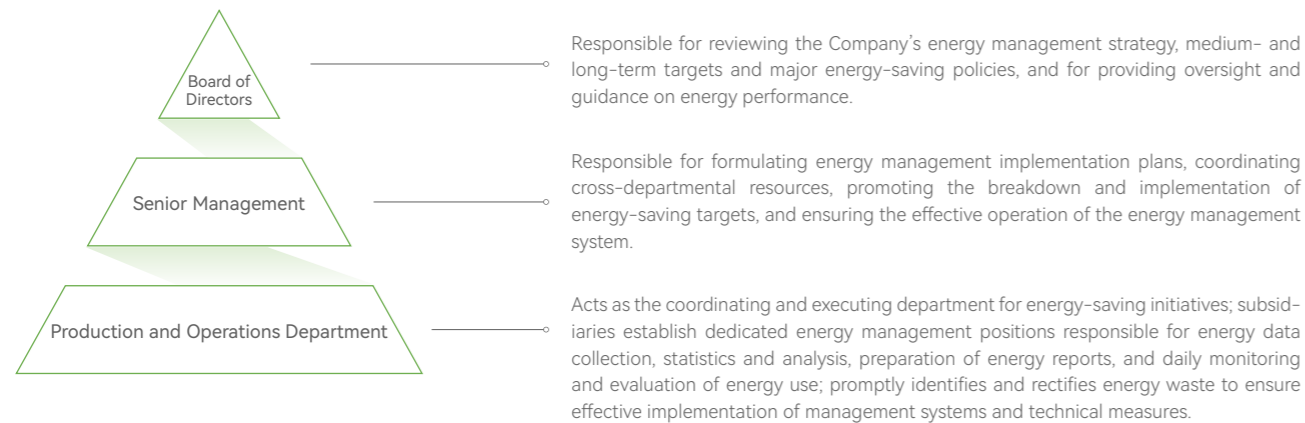 Board of
Directors
Responsible for reviewing the Company’s energy management strategy, medium- and
long-term targets and major energy-saving policies, and for providing oversight and
guidance on energy performance.
Senior Management
Responsible for formulating energy management implementation plans, coordinating
cross-departmental resources, promoting the breakdown and implementation of
energy-saving targets, and ensuring the effective operation of the energy management
system.
Production and Operations Department
Acts as the coordinating and executing department for energy-saving initiatives; subsid-
iaries establish dedicated energy management positions responsible for energy data
collection, statistics and analysis, preparation of energy reports, and daily monitoring
and evaluation of energy use; promptly identifies and rectifies energy waste to ensure
effective implementation of management systems and technical measures.